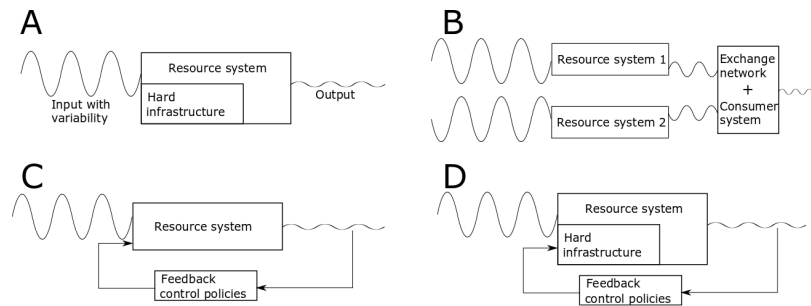 A
Resource system
Hard
infrastructure
Input with
variability
Output
B
Resource system 1
Resource system 2
Exchange
network
+
Consumer
system
C
Resource system
Feedback
control policies
D
Resource system
Hard
infrastructure
Feedback
control policies